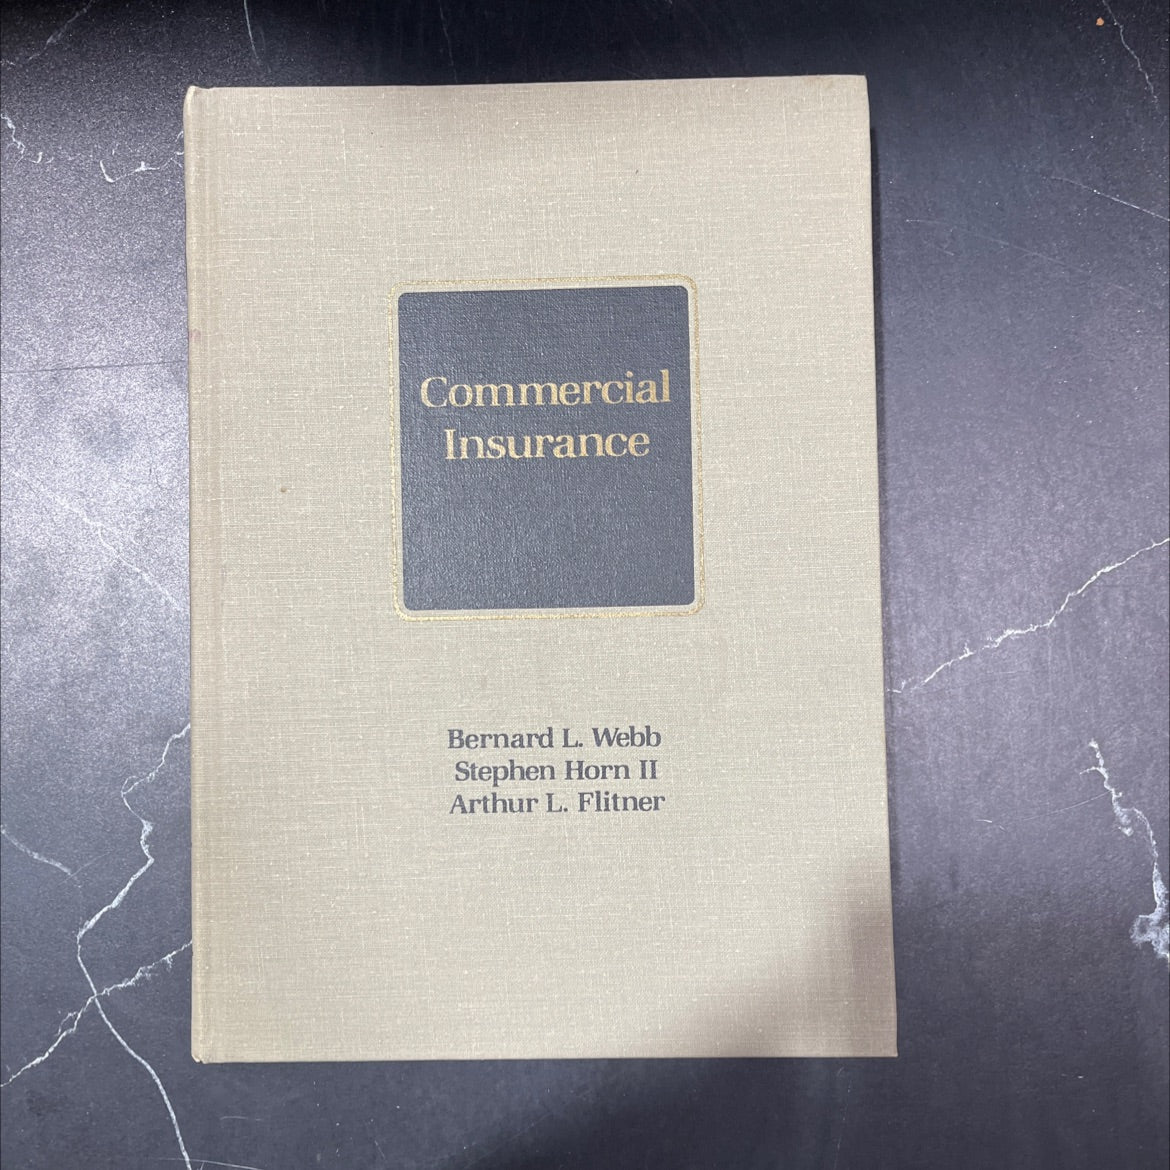 Commercial
Insurance
Bernard L. Webb
Stephen Horn II
Arthur L. Flitner